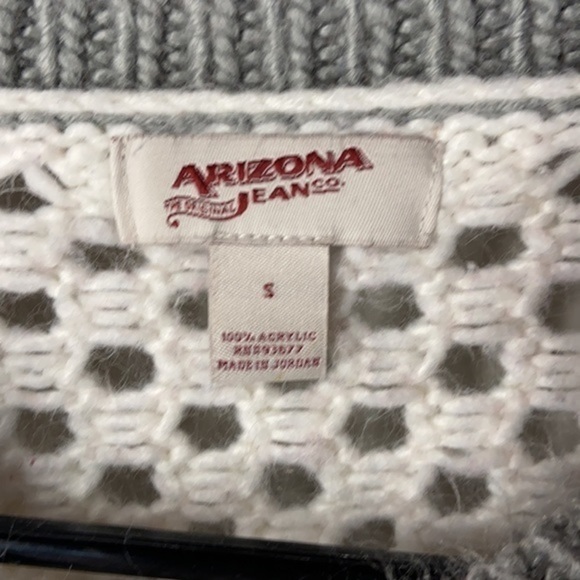 ARIZONA
THE ORIGINAL JEAN CO.
S
100% ACRYLIC
RN#93677
MADE IN JORDAN